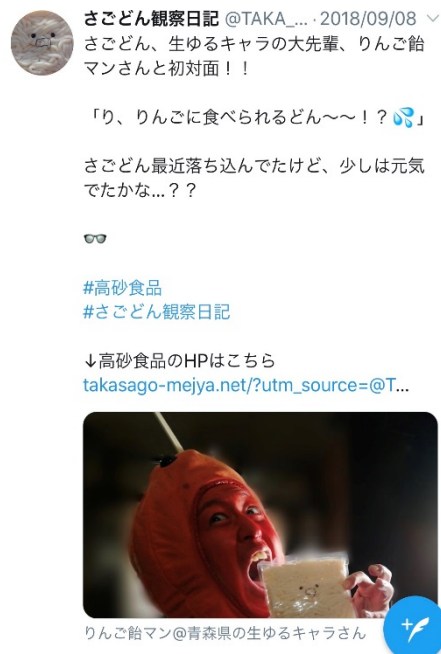 さごどん観察日記 @TAKA_... · 2018/09/08
さごどん、生ゆるキャラの大先輩、りんご飴
マンさんと初対面！！
「り、りんごに食べられるどん〜〜！？💦」
さごどん最近落ち込んでたけど、少しは元気
でたかな...？？
👓
#高砂食品
#さごどん観察日記
↓高砂食品のHPはこちら
takasago-mejya.net/?utm_source=@T...
りんご飴マン@青森県の生ゆるキャラさん